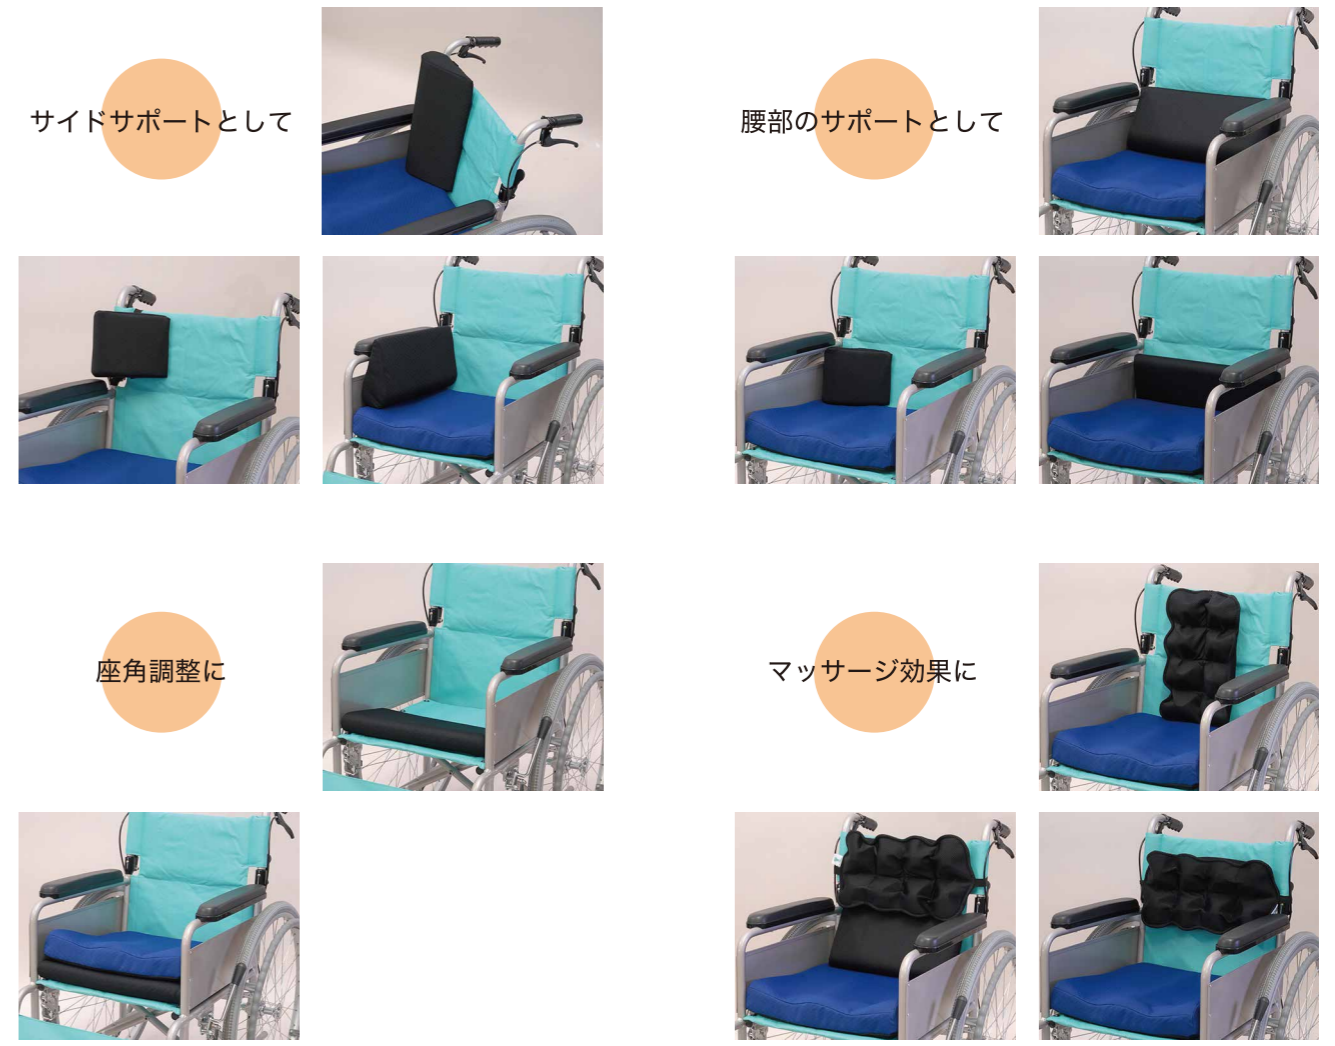 サイドサポートとして
腰部のサポートとして
座角調整に
マッサージ効果に